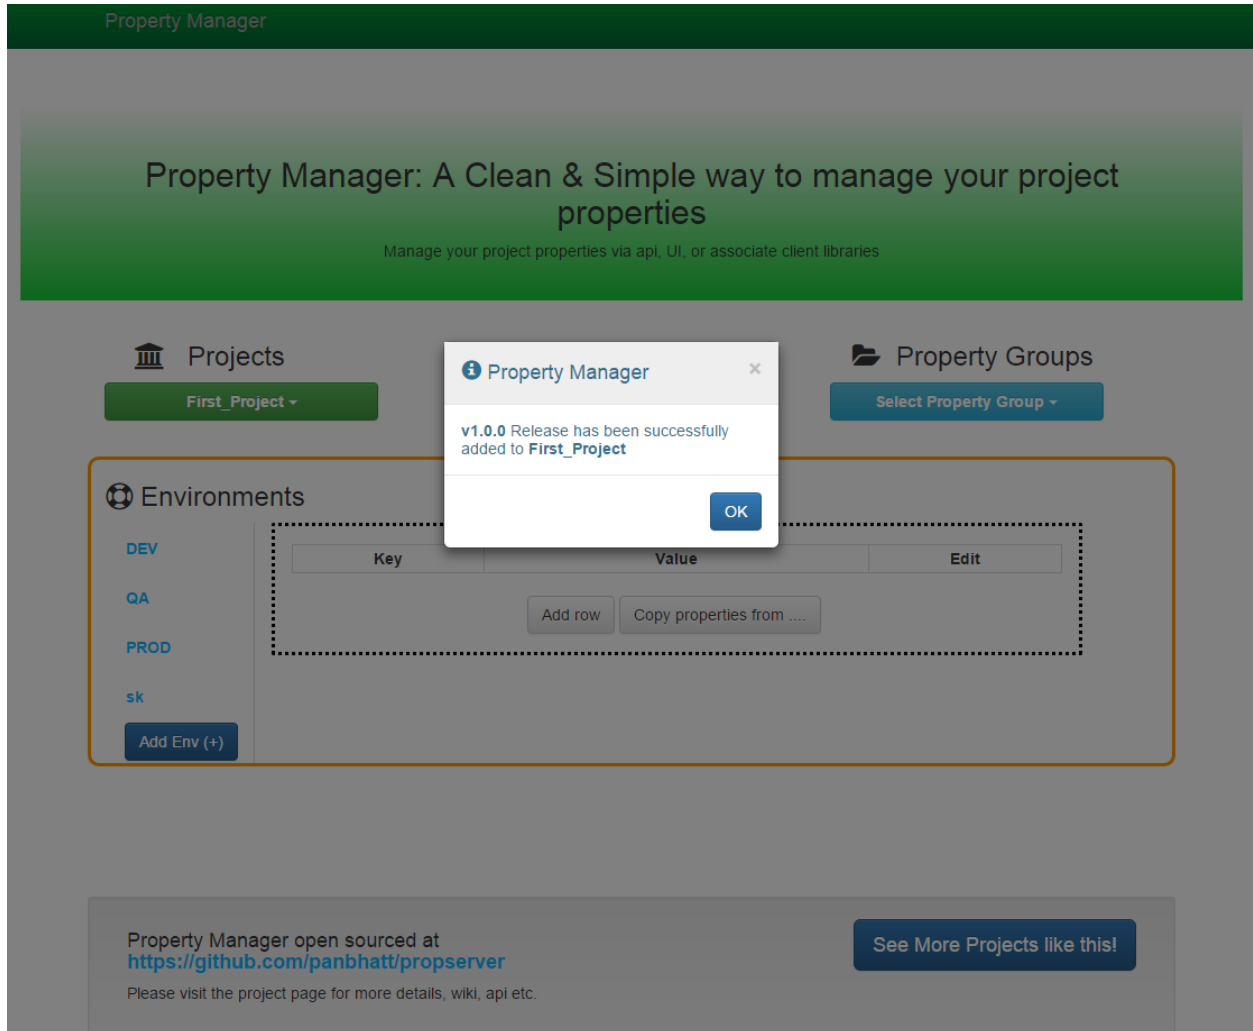 Property Manager
Property Manager: A Clean & Simple way to manage your project
properties
Manage your project properties via api, UI, or associate client libraries
Projects
First_Project
Property Groups
Select Property Group
Property Manager
×
v1.0.0 Release has been successfully
added to First_Project
OK
Environments
DEV
QA
PROD
sk
Add Env (+)
Key Value Edit
Add row
Copy properties from ....
Property Manager open sourced at
https://github.com/panbhatt/propserver
Please visit the project page for more details, wiki, api etc.
See More Projects like this!